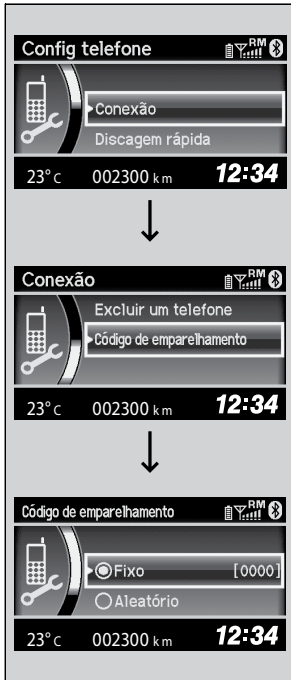 Config telefone RM
Conexão
Discagem rápida
23°c 002300 km 12:34
Conexão RM
Excluir um telefone
Código de emparelhamento
23°c 002300 km 12:34
Código de emparelhamento RM
Fixo [0000]
Aleatório
23°c 002300 km 12:34